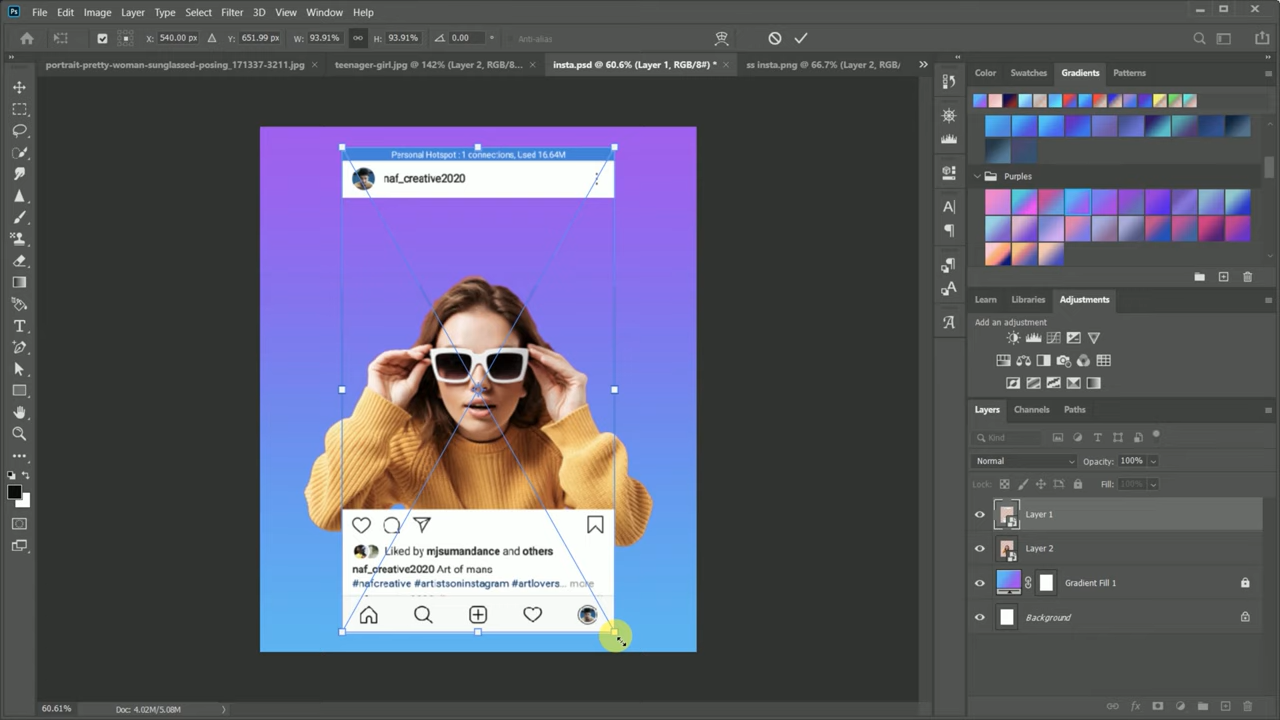 Ps File Edit Image Layer Type Select Filter 3D View Window Help
X: 540.00 px Y: 651.99 px W: 93.91% H: 93.91% 0.00 Anti-alias
portrait-pretty-woman-sunglassed-posing_171337-3211.jpg × teenager-girl.jpg @ 142% (Layer 2, RGB/8... × insta.psd @ 60.6% (Layer 1, RGB/8#) * × ss insta.png @ 66.7% (Layer 2, RGB/
Color Swatches Gradients Patterns
Personal Hotspot : 1 connections, Lsed 16.64M
naf_creative2020
Purples
Learn Libraries Adjustments
Add an adjustment
Layers Channels Paths
Kind
Normal Opacity: 100%
Lock: Fill: 100%
Layer 1
Liked by mjsumandance and others
naf_creative2020 Art of mans
#nafcreative #artistsoninstagram #artlovers... more
Layer 2
Gradient Fill 1
Background
60.61% Doc: 4.02M/5.08M